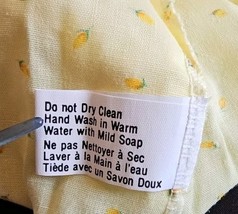 Do not Dry Clean
Hand Wash in Warm
Water with Mild Soap
Ne pas Nettoyer à Sec
Laver à la Main à l'eau
Tiède avec un Savon Doux